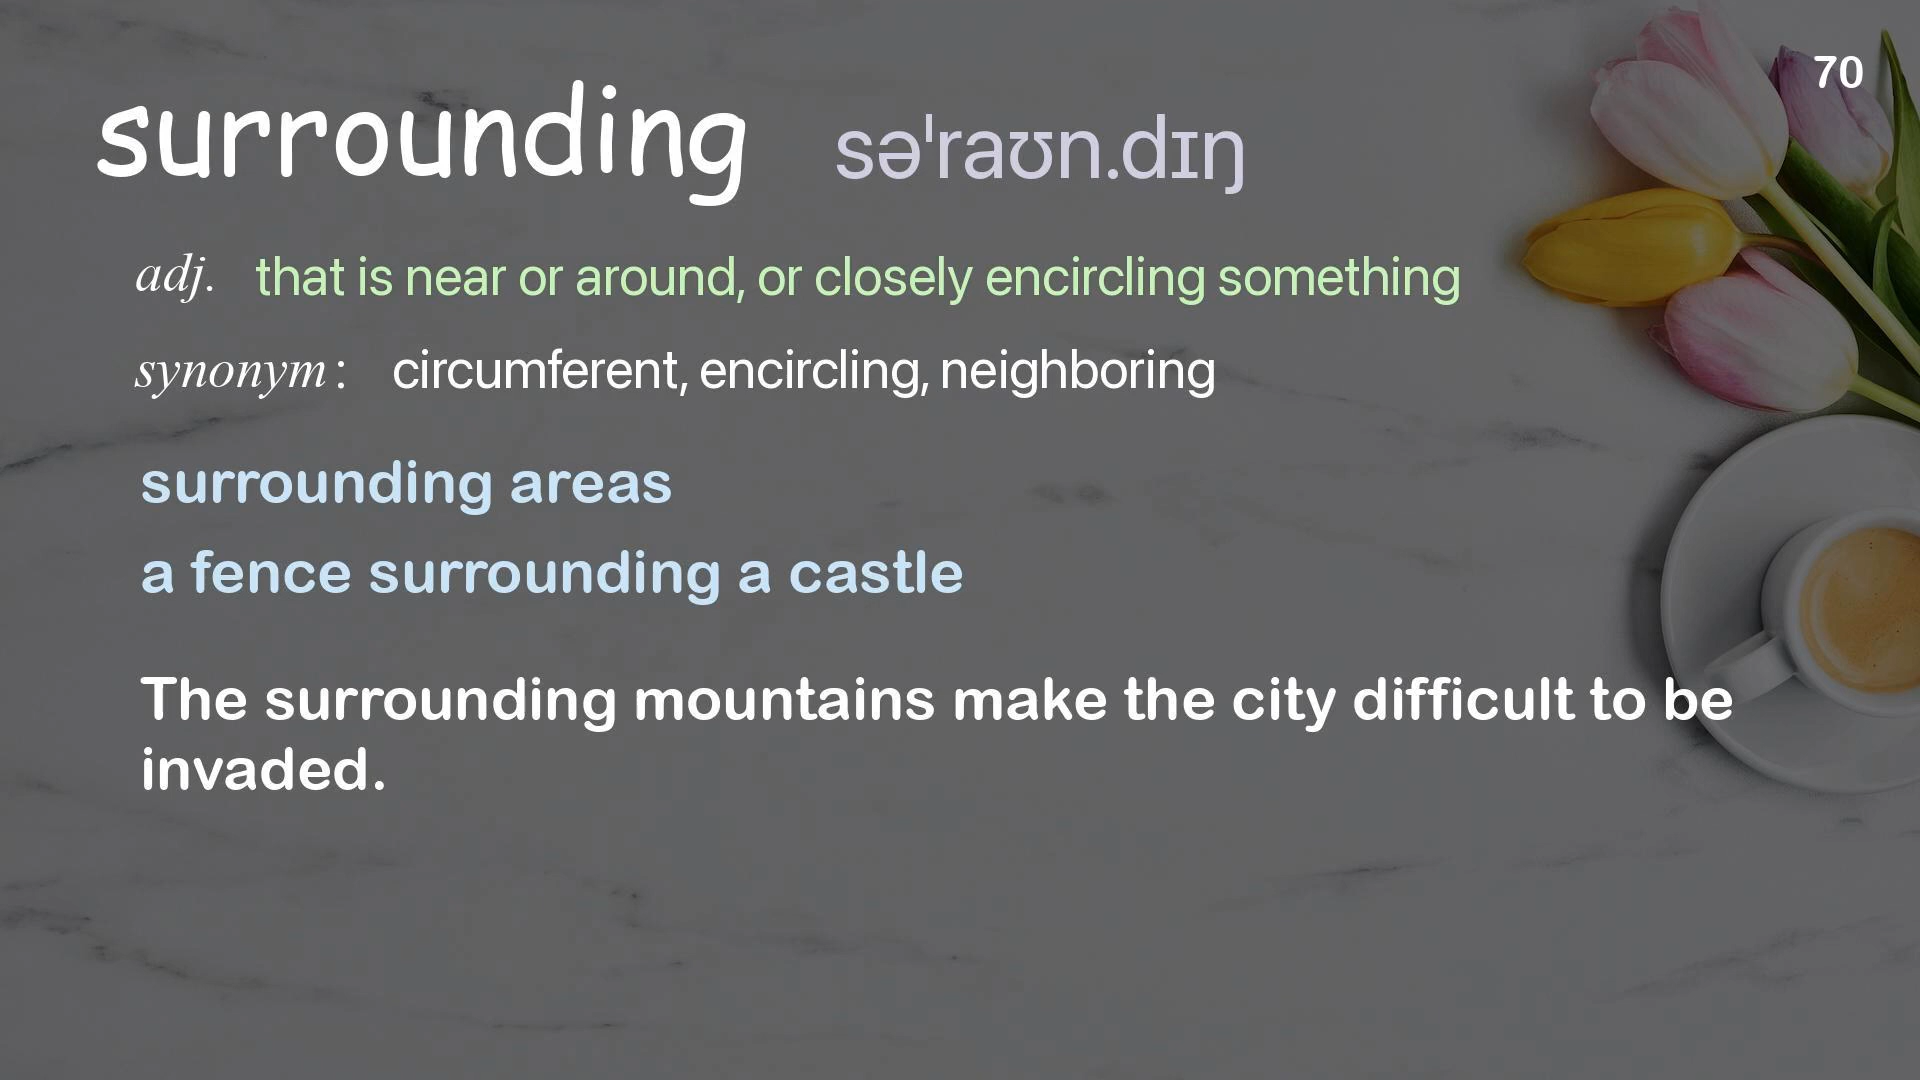 70
surrounding səˈraʊn.dɪŋ
adj. that is near or around, or closely encircling something
synonym: circumferent, encircling, neighboring
surrounding areas
a fence surrounding a castle
The surrounding mountains make the city difficult to be
invaded.